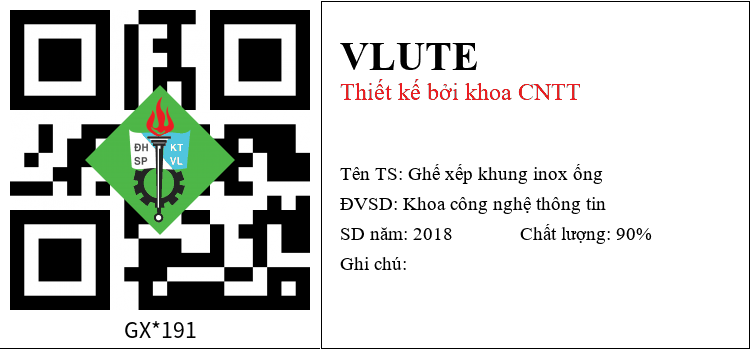 ĐH KT
SP VL
GX*191
VLUTE
Thiết kế bởi khoa CNTT
Tên TS: Ghế xếp khung inox ống
ĐVSD: Khoa công nghệ thông tin
SD năm: 2018 Chất lượng: 90%
Ghi chú: